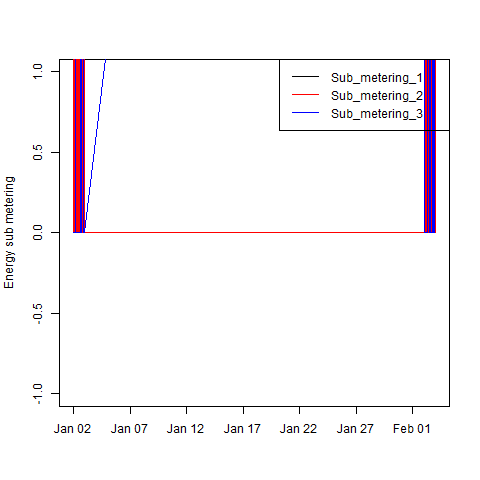 Sub_metering_1
Sub_metering_2
Sub_metering_3
Energy sub metering
1.0
0.5
0.0
-0.5
-1.0
Jan 02 Jan 07 Jan 12 Jan 17 Jan 22 Jan 27 Feb 01